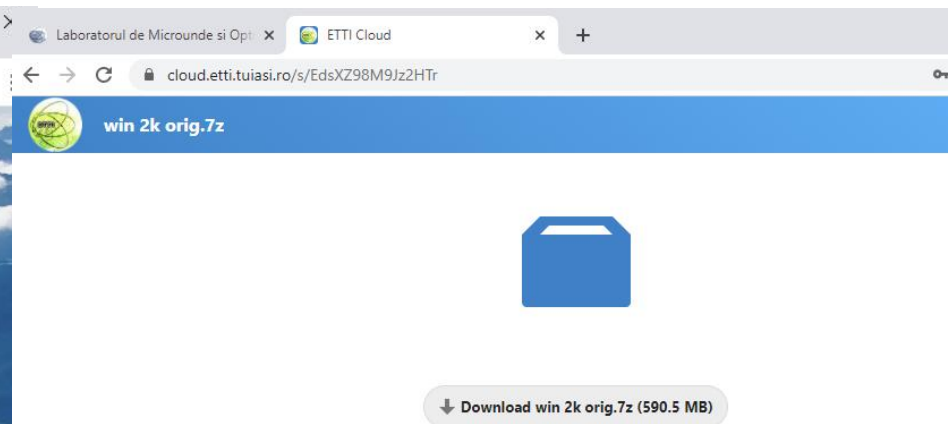 Laboratorul de Microunde si Opt
ETTI Cloud
cloud.etti.tuiasi.ro/s/EdsXZ98M9Jz2HTr
win 2k orig.7z
Download win 2k orig.7z (590.5 MB)